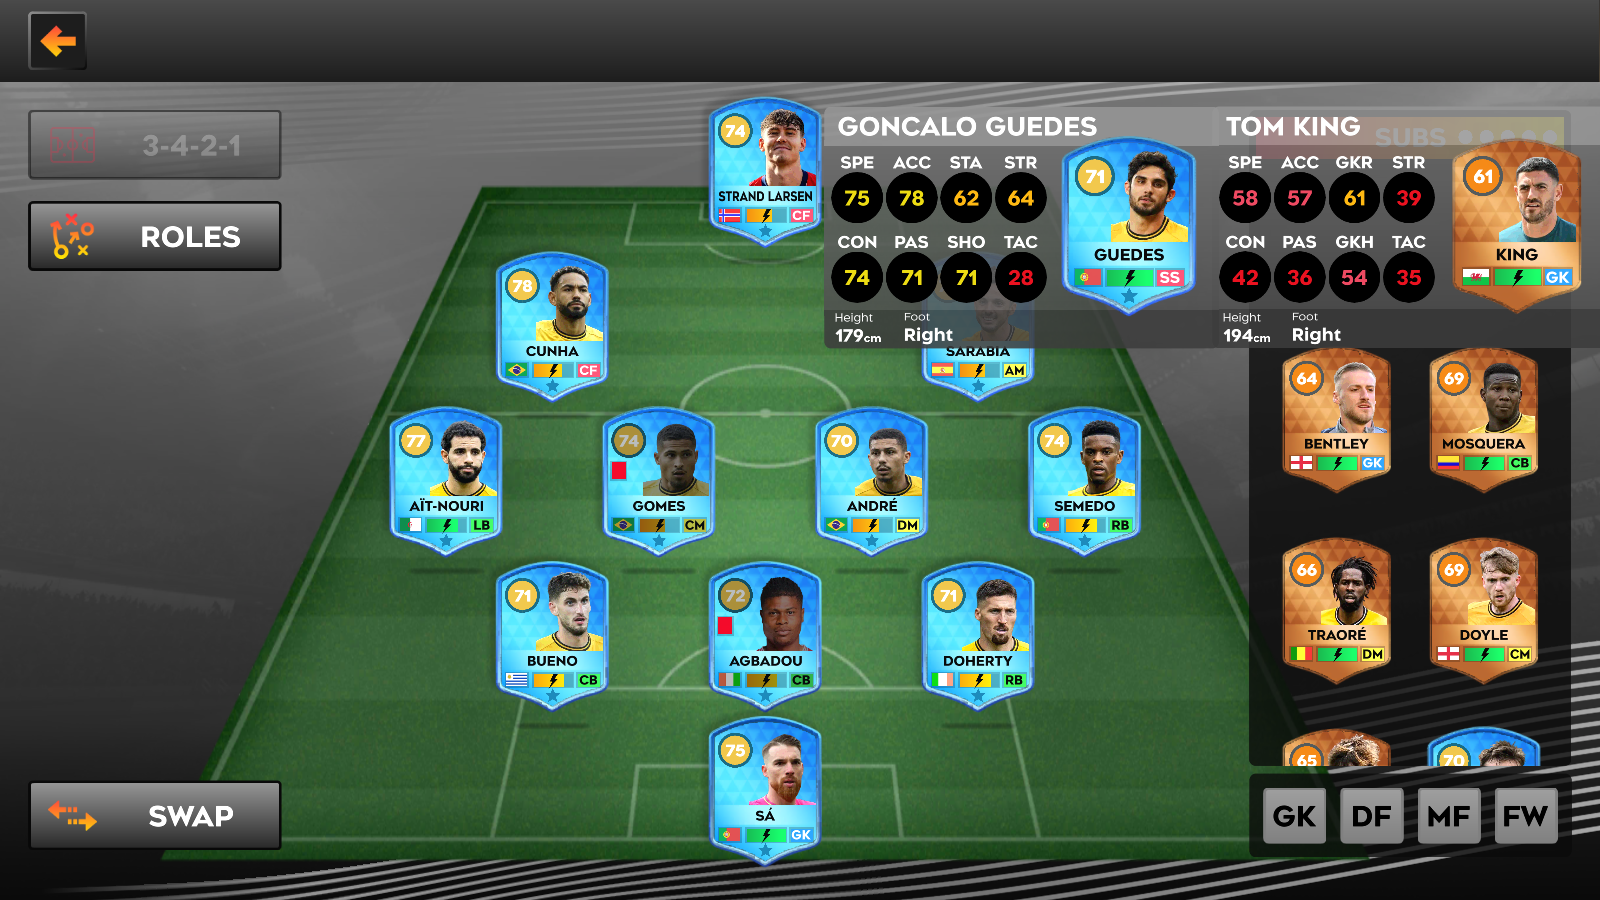 3-4-2-1
ROLES
SWAP
74
STRAND LARSEN
CF
GONCALO GUEDES
SPE ACC STA STR
75 78 62 64
CON PAS SHO TAC
74 71 71 28
Height Foot
179cm Right
71
GUEDES
SS
TOM KING
SUBS
SPE ACC GKR STR
58 57 61 39
CON PAS GKH TAC
42 36 54 35
Height Foot
194cm Right
61
KING
GK
78
CUNHA
CF
SARABIA
AM
77
AÏT-NOURI
LB
74
GOMES
CM
70
ANDRÉ
DM
74
SEMEDO
RB
71
BUENO
CB
72
AGBADOU
CB
71
DOHERTY
RB
75
SÁ
GK
64
BENTLEY
GK
69
MOSQUERA
CB
66
TRAORÉ
DM
69
DOYLE
CM
65
70
GK DF MF FW